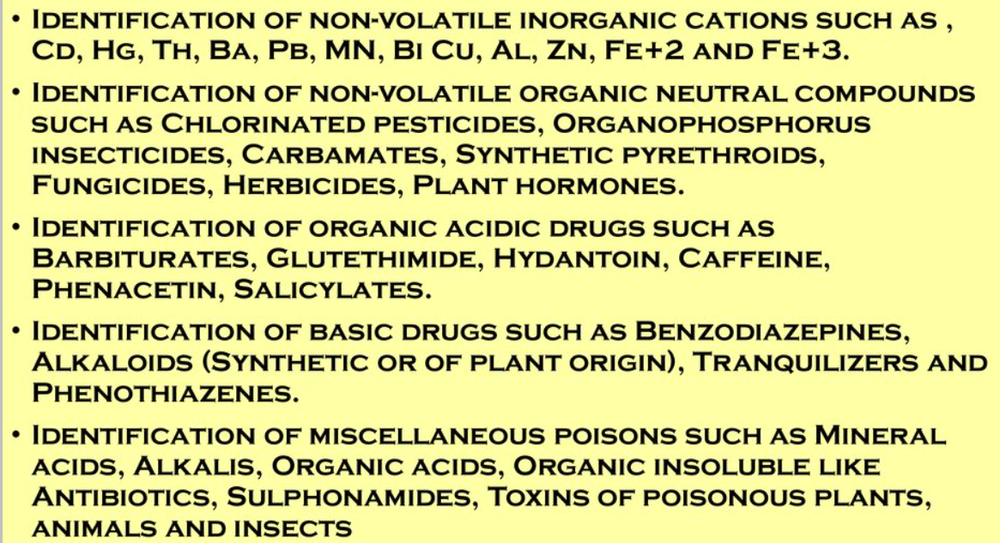 • Identification of non-volatile inorganic cations such as ,
Cd, Hg, Th, Ba, Pb, MN, Bi Cu, Al, Zn, Fe+2 and Fe+3.
• Identification of non-volatile organic neutral compounds
such as Chlorinated pesticides, Organophosphorus
insecticides, Carbamates, Synthetic pyrethroids,
Fungicides, Herbicides, Plant hormones.
• Identification of organic acidic drugs such as
Barbiturates, Glutethimide, Hydantoin, Caffeine,
Phenacetin, Salicylates.
• Identification of basic drugs such as Benzodiazepines,
Alkaloids (Synthetic or of plant origin), Tranquilizers and
Phenothiazenes.
• Identification of miscellaneous poisons such as Mineral
acids, Alkalis, Organic acids, Organic insoluble like
Antibiotics, Sulphonamides, Toxins of poisonous plants,
animals and insects